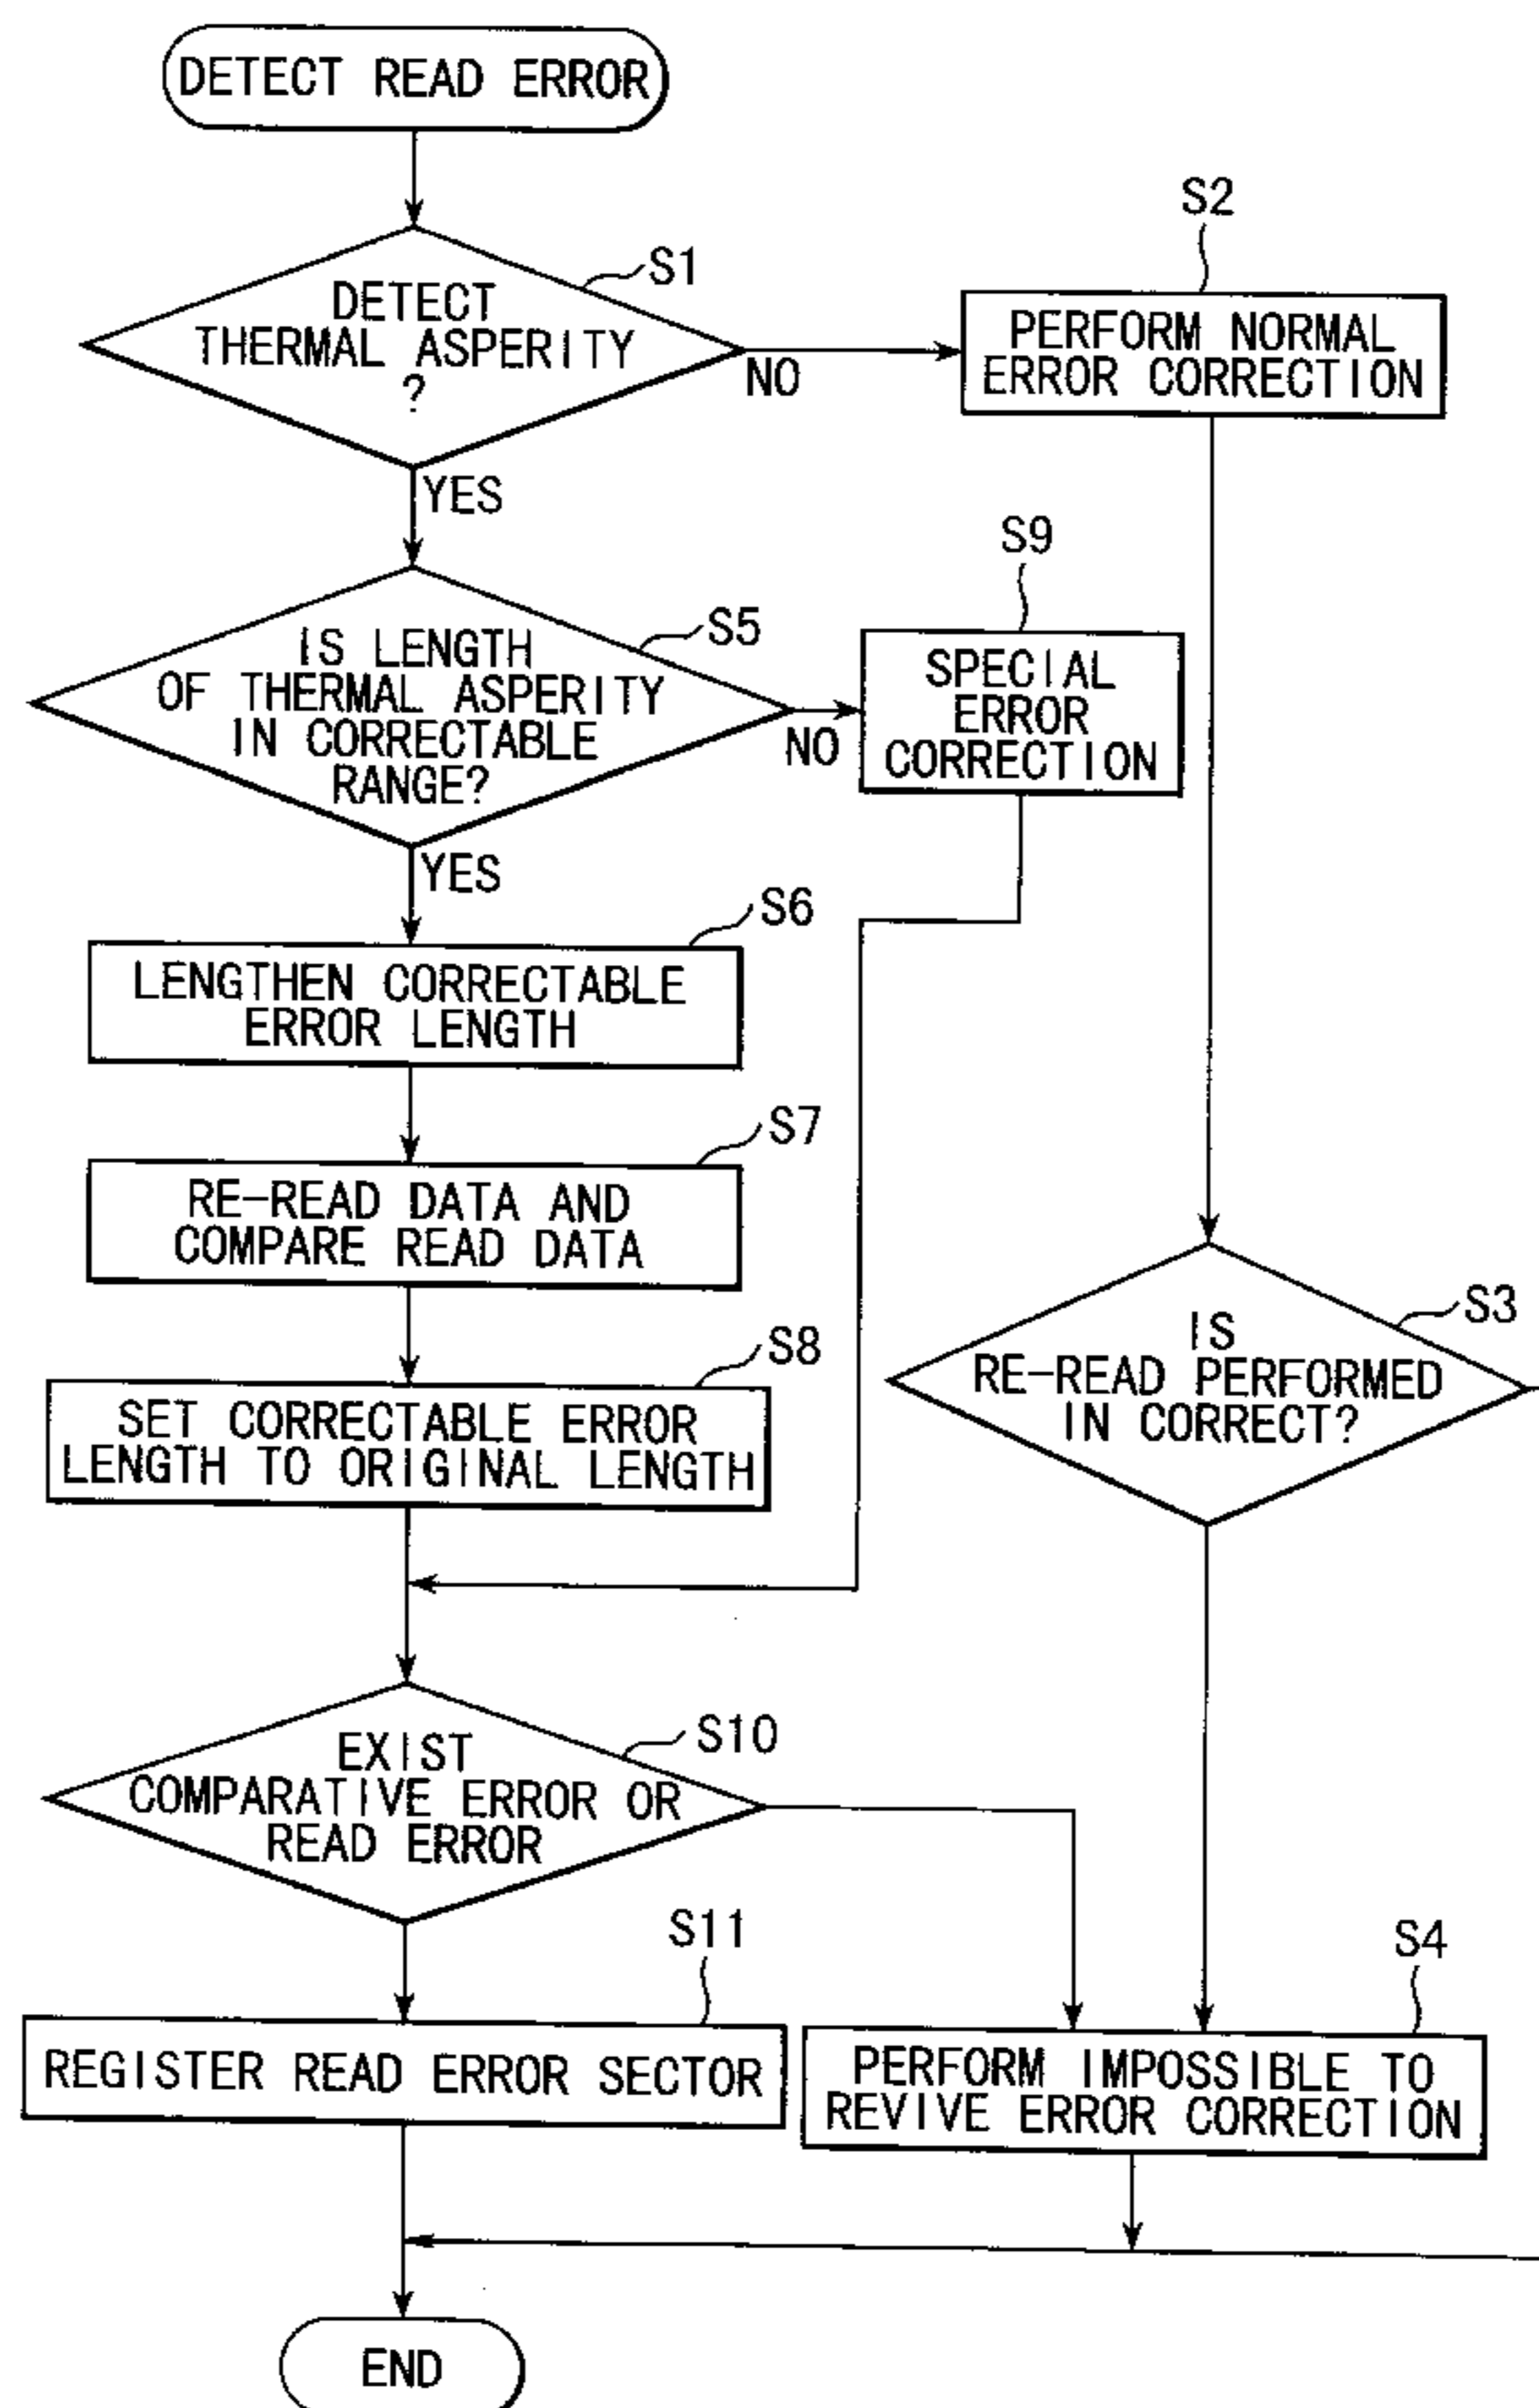 DETECT READ ERROR
S1
DETECT
THERMAL ASPERITY
?
NO
YES
S2
PERFORM NORMAL
ERROR CORRECTION
S5
IS LENGTH
OF THERMAL ASPERITY
IN CORRECTABLE
RANGE?
NO
YES
S9
SPECIAL
ERROR
CORRECTION
S6
LENGTHEN CORRECTABLE
ERROR LENGTH
S7
RE-READ DATA AND
COMPARE READ DATA
S8
SET CORRECTABLE ERROR
LENGTH TO ORIGINAL LENGTH
S3
IS
RE-READ PERFORMED
IN CORRECT?
S10
EXIST
COMPARATIVE ERROR OR
READ ERROR
S11
REGISTER READ ERROR SECTOR
S4
PERFORM IMPOSSIBLE TO
REVIVE ERROR CORRECTION
END